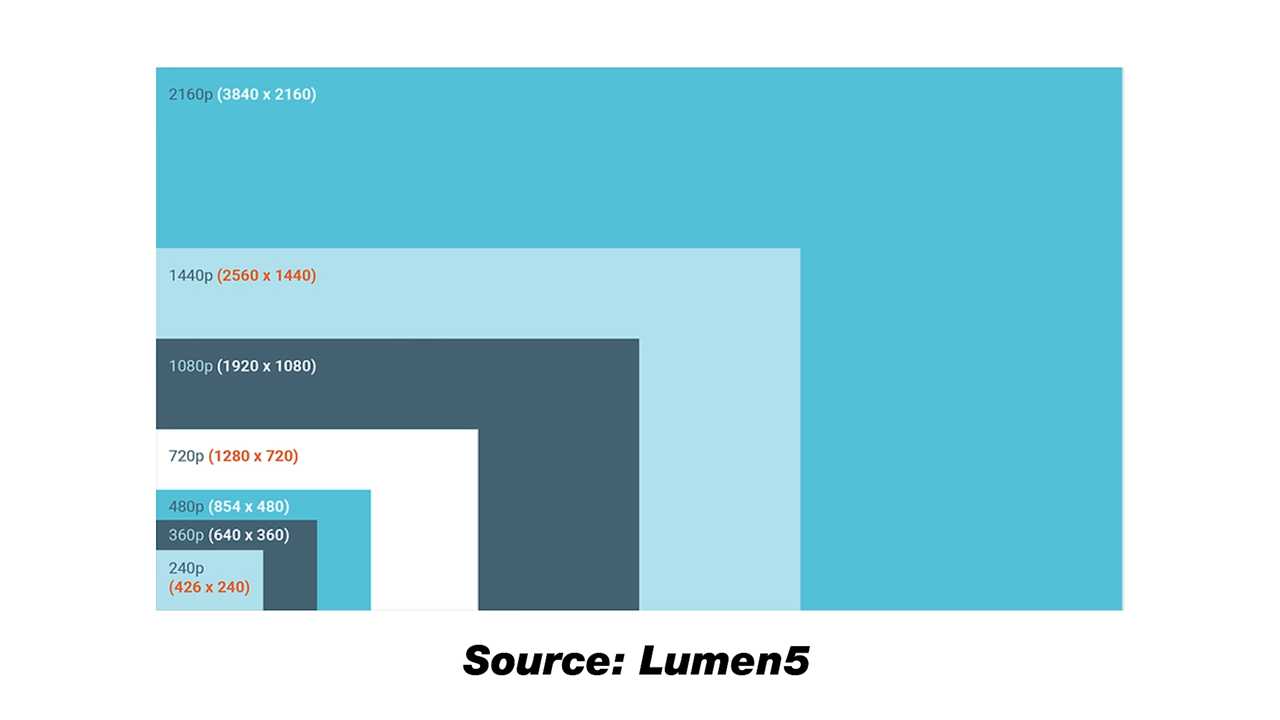 2160p (3840 x 2160)
1440p (2560 x 1440)
1080p (1920 x 1080)
720p (1280 x 720)
480p (854 x 480)
360p (640 x 360)
240p
(426 x 240)
Source: Lumen5